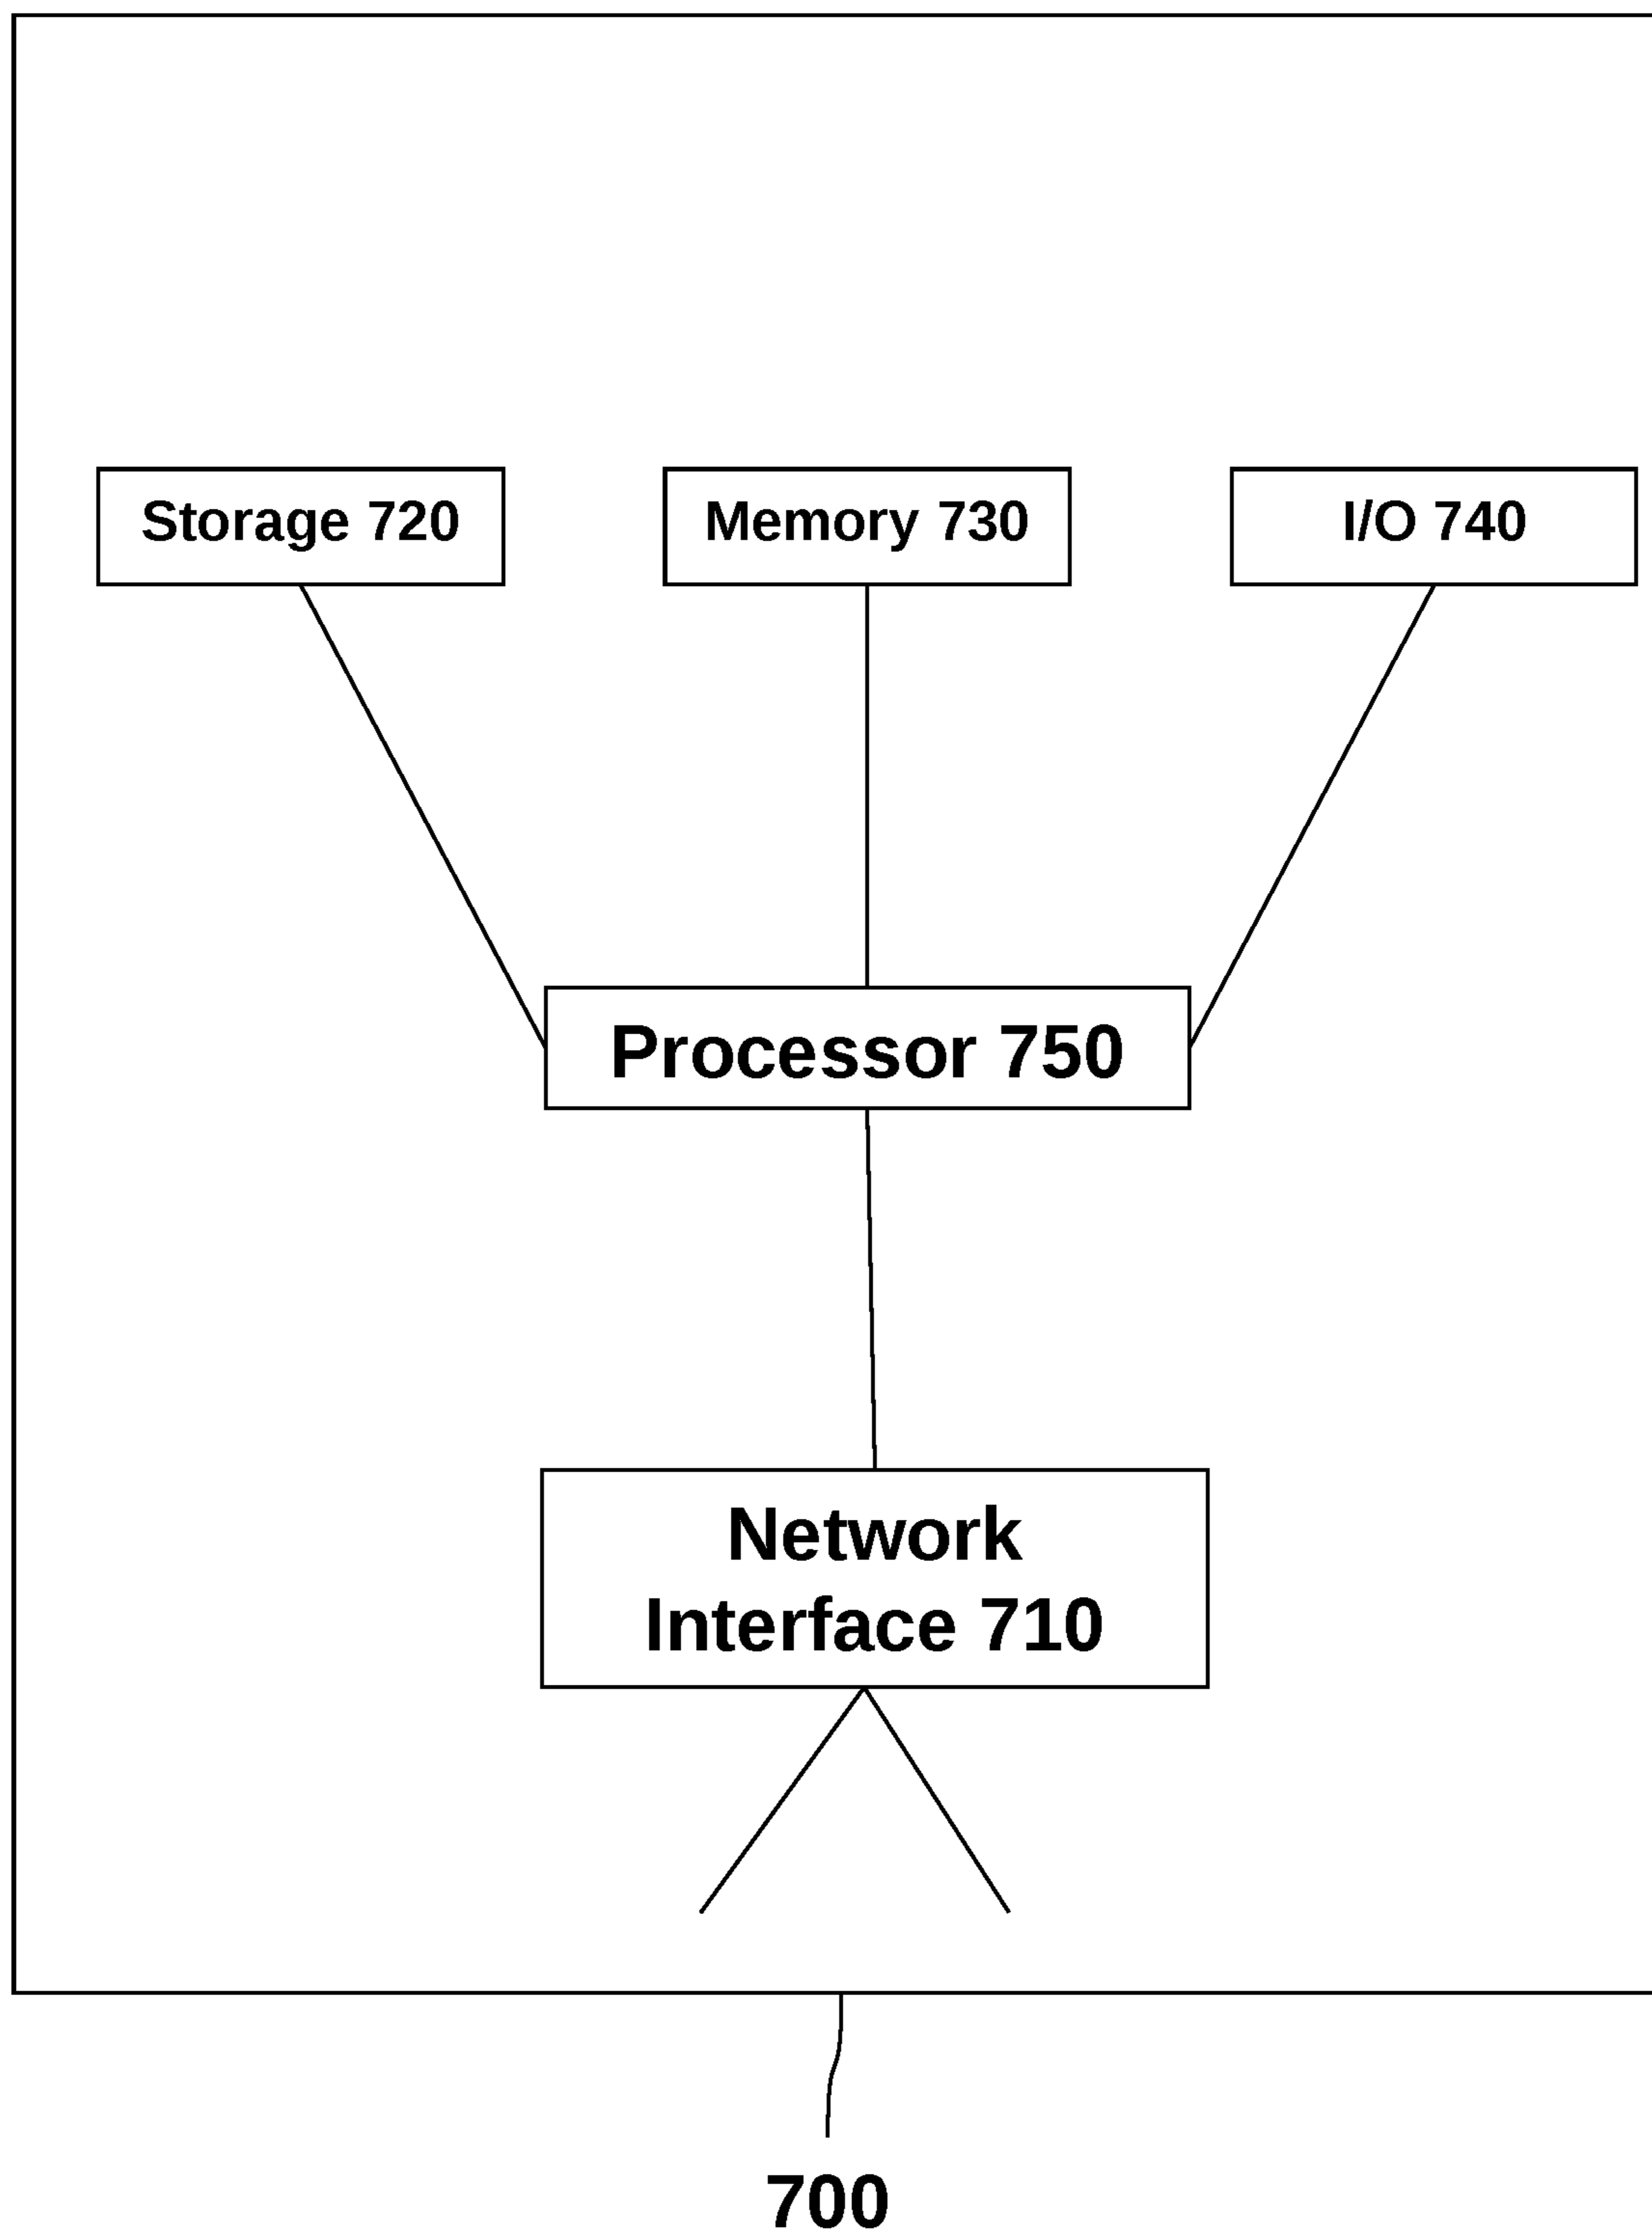 Storage 720
Memory 730
I/O 740
Processor 750
Network
Interface 710
700